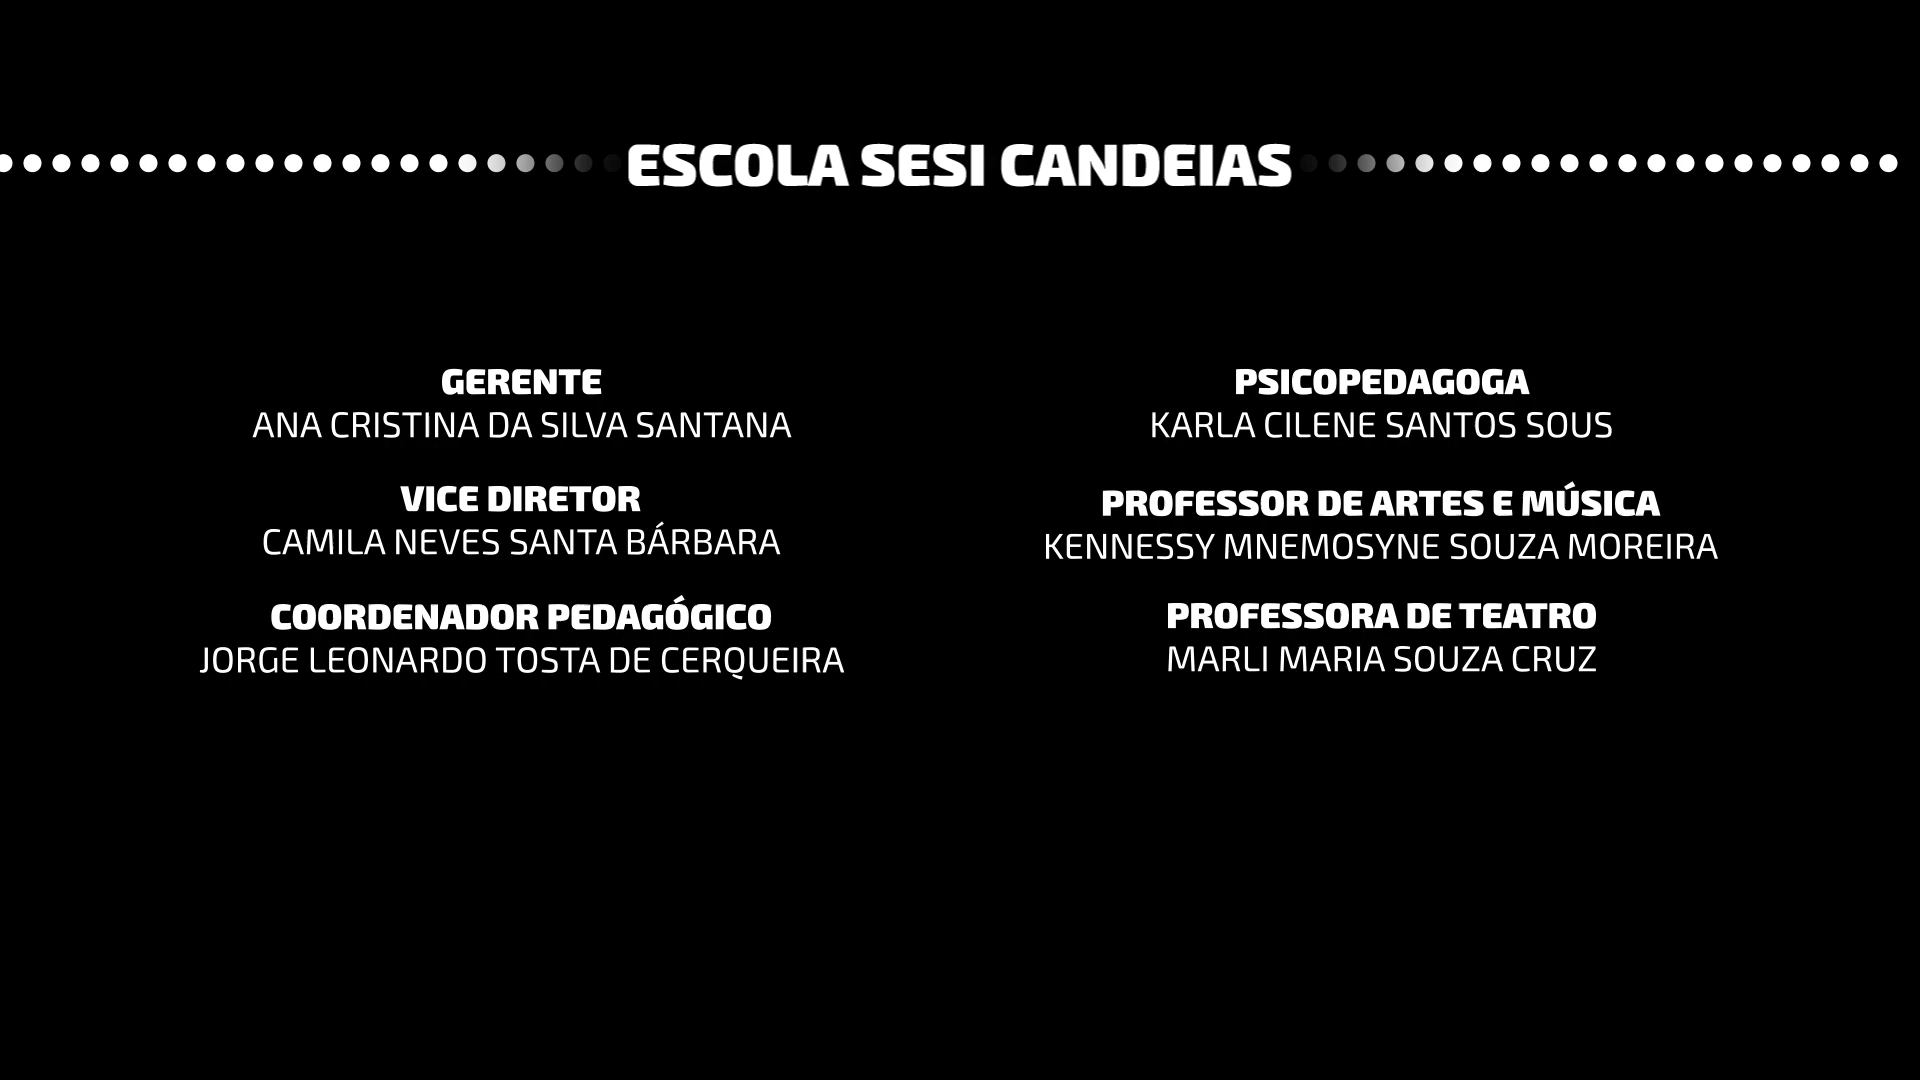 ESCOLA SESI CANDEIAS
GERENTE
ANA CRISTINA DA SILVA SANTANA
VICE DIRETOR
CAMILA NEVES SANTA BÁRBARA
COORDENADOR PEDAGÓGICO
JORGE LEONARDO TOSTA DE CERQUEIRA
PSICOPEDAGOGA
KARLA CILENE SANTOS SOUS
PROFESSOR DE ARTES E MÚSICA
KENNESSY MNEMOSYNE SOUZA MOREIRA
PROFESSORA DE TEATRO
MARLI MARIA SOUZA CRUZ